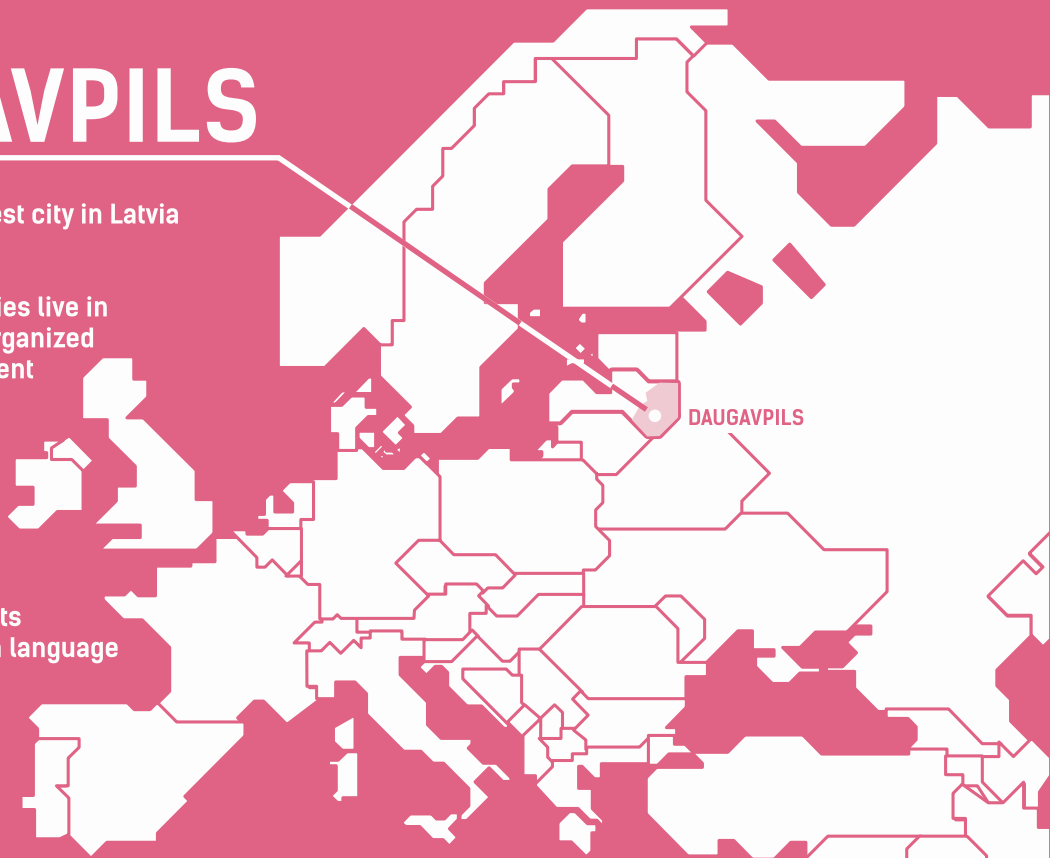 AVPILS
est city in Latvia
ies live in
rganized
ent
DAUGAVPILS
ts
language